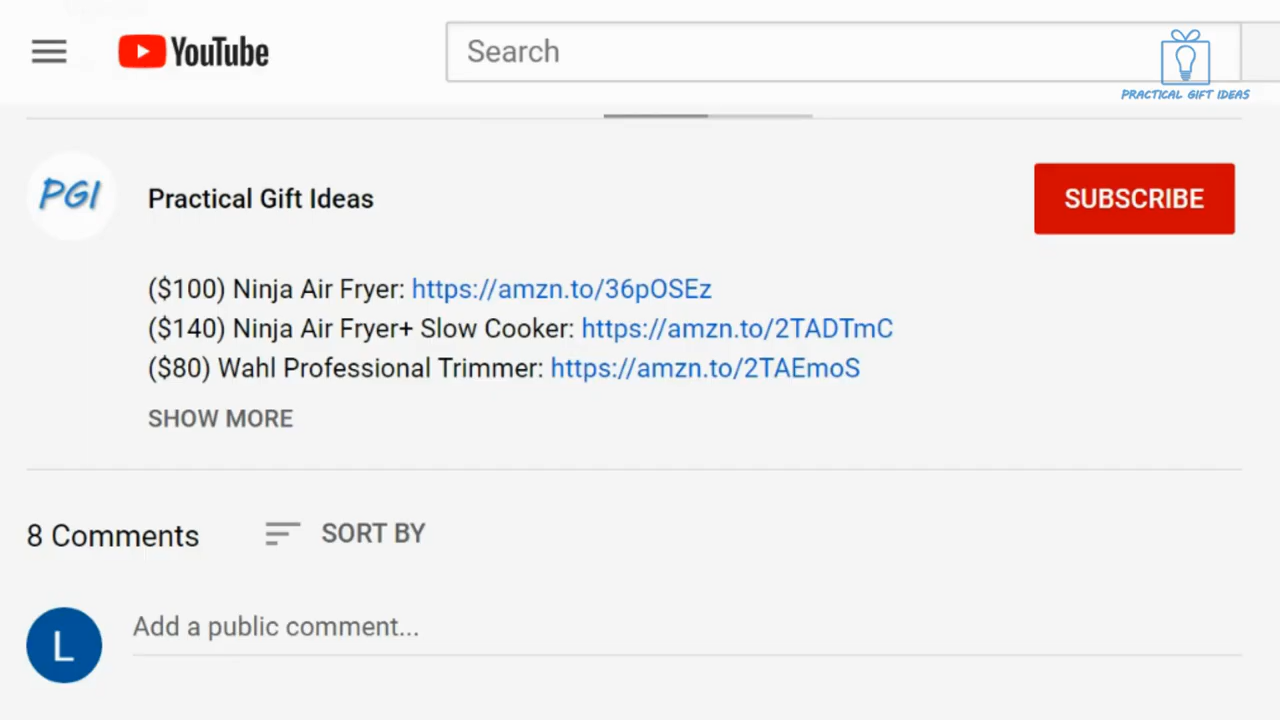 YouTube
Search
PRACTICAL GIFT IDEAS
PGI
Practical Gift Ideas
SUBSCRIBE
($100) Ninja Air Fryer: https://amzn.to/36pOSEz
($140) Ninja Air Fryer+ Slow Cooker: https://amzn.to/2TADTmC
($80) Wahl Professional Trimmer: https://amzn.to/2TAEmoS
SHOW MORE
8 Comments
SORT BY
L
Add a public comment...